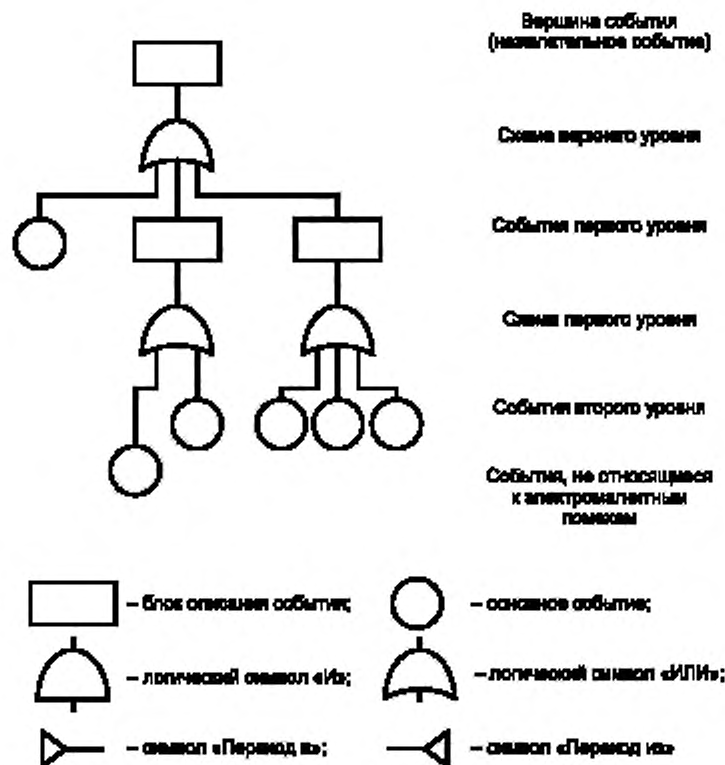 Вершина события
(нежелательное событие)
Схема верхнего уровня
События первого уровня
Схема первого уровня
События второго уровня
События, не относящиеся
к электромагнитным
помехам
– блок описания события;
– основное событие;
– логический символ «И»;
– логический символ «ИЛИ»;
– символ «Переход в»;
– символ «Переход из»